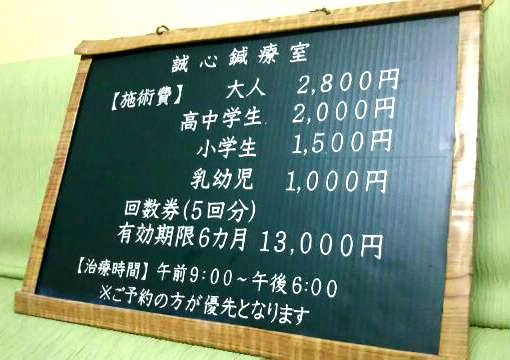 誠心鍼療室
【施術費】 大人 2,800円
高中学生 2,000円
小学生 1,500円
乳幼児 1,000円
回数券(5回分)
有効期限6カ月 13,000円
【治療時間】午前9:00～午後6:00
※ご予約の方が優先となります